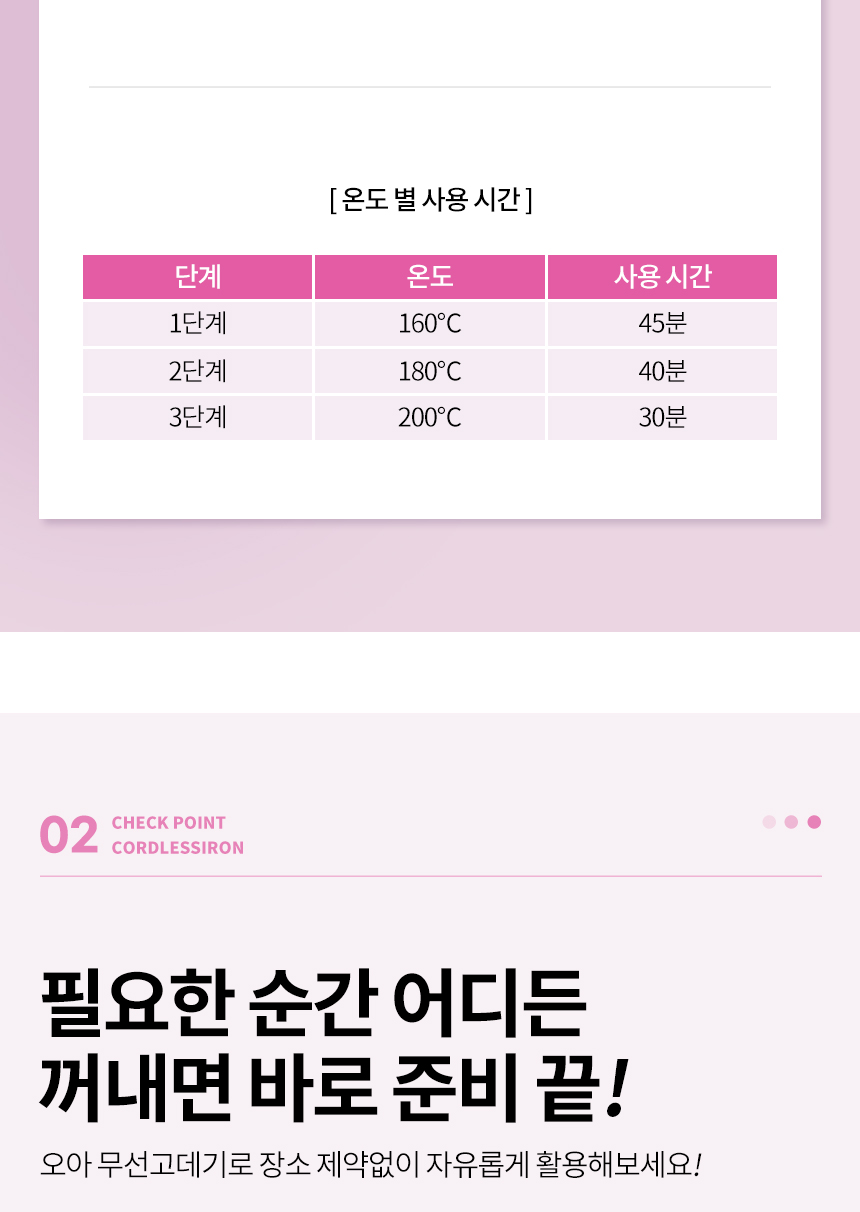 [ 온도 별 사용 시간 ]
단계 온도 사용 시간
1단계 160°C 45분
2단계 180°C 40분
3단계 200°C 30분
02 CHECK POINT
CORDLESSIRON
필요한 순간 어디든
꺼내면 바로 준비 끝!
오아 무선고데기로 장소 제약없이 자유롭게 활용해보세요!